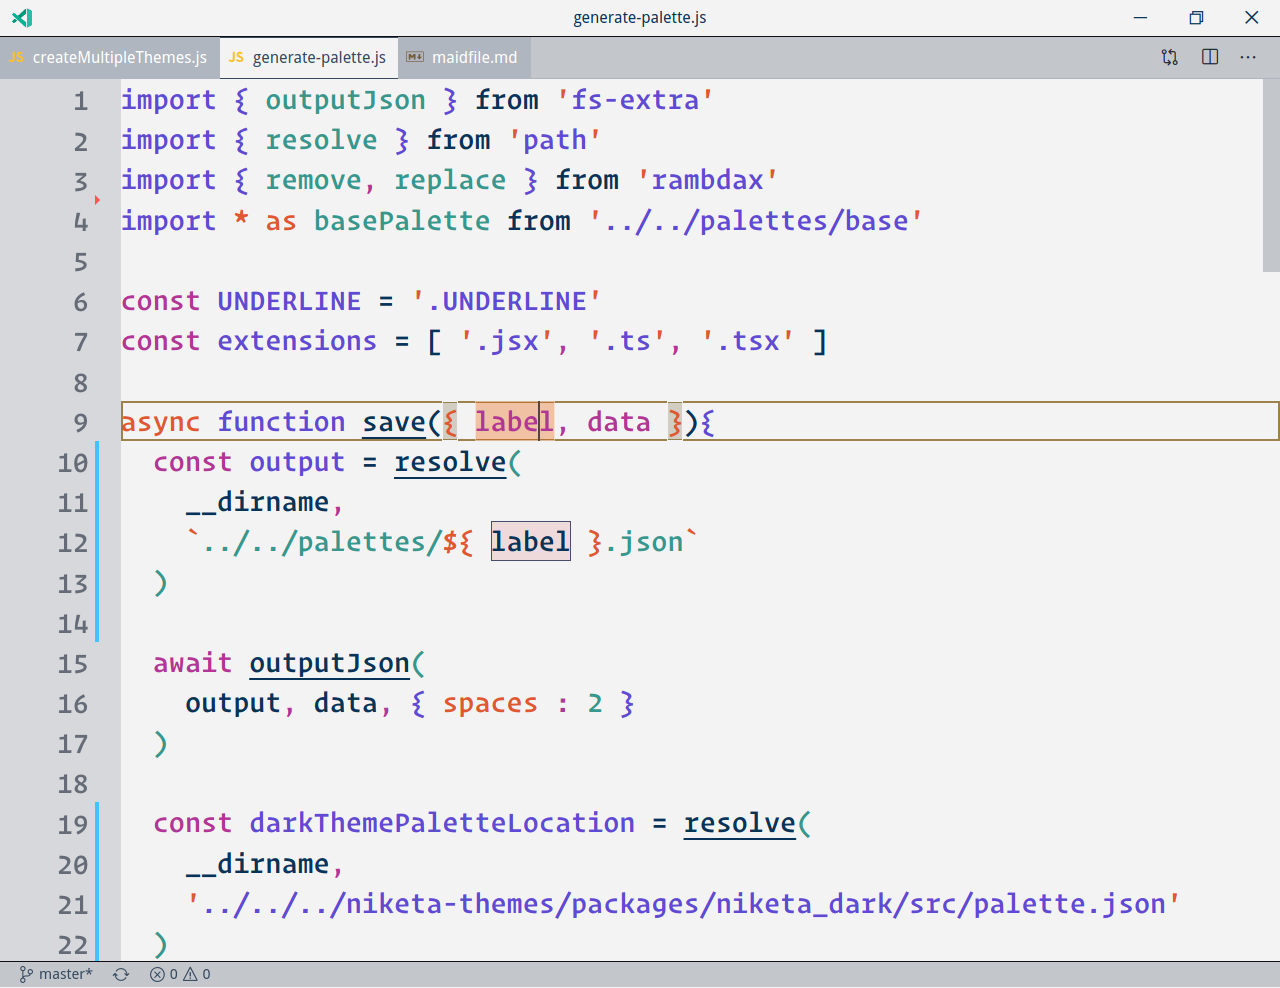 generate-palette.js
JS createMultipleThemes.js JS generate-palette.js M maidfile.md
1 import { outputJson } from 'fs-extra'
2 import { resolve } from 'path'
3 import { remove, replace } from 'rambdax'
4 import * as basePalette from '../../palettes/base'
5
6 const UNDERLINE = '.UNDERLINE'
7 const extensions = [ '.jsx', '.ts', '.tsx' ]
8
9 async function save({ label, data }){
10   const output = resolve(
11     __dirname,
12     `../../palettes/${ label }.json`
13   )
14
15   await outputJson(
16     output, data, { spaces : 2 }
17   )
18
19   const darkThemePaletteLocation = resolve(
20     __dirname,
21     '../../../niketa-themes/packages/niketa_dark/src/palette.json'
22   )
master* 0 0